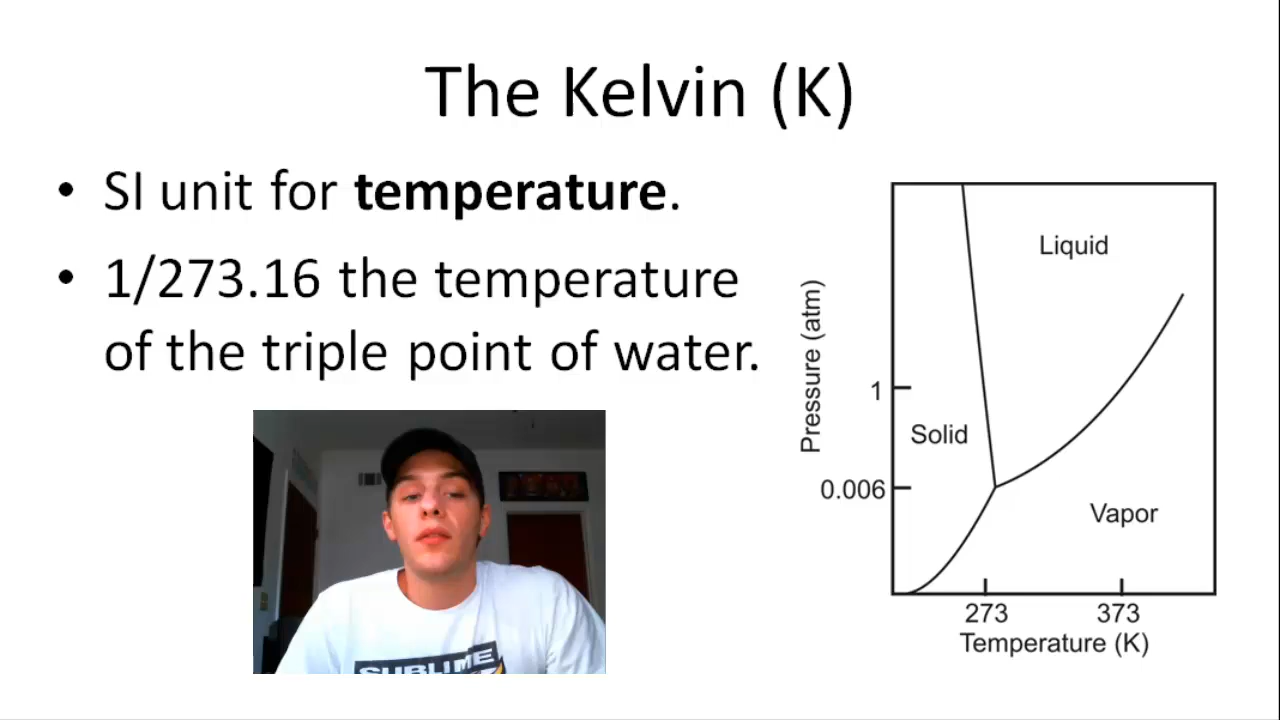 The Kelvin (K)
• SI unit for temperature.
• 1/273.16 the temperature
of the triple point of water.
SUBLIME
Pressure (atm)
Liquid
1
Solid
0.006
Vapor
273 373
Temperature (K)